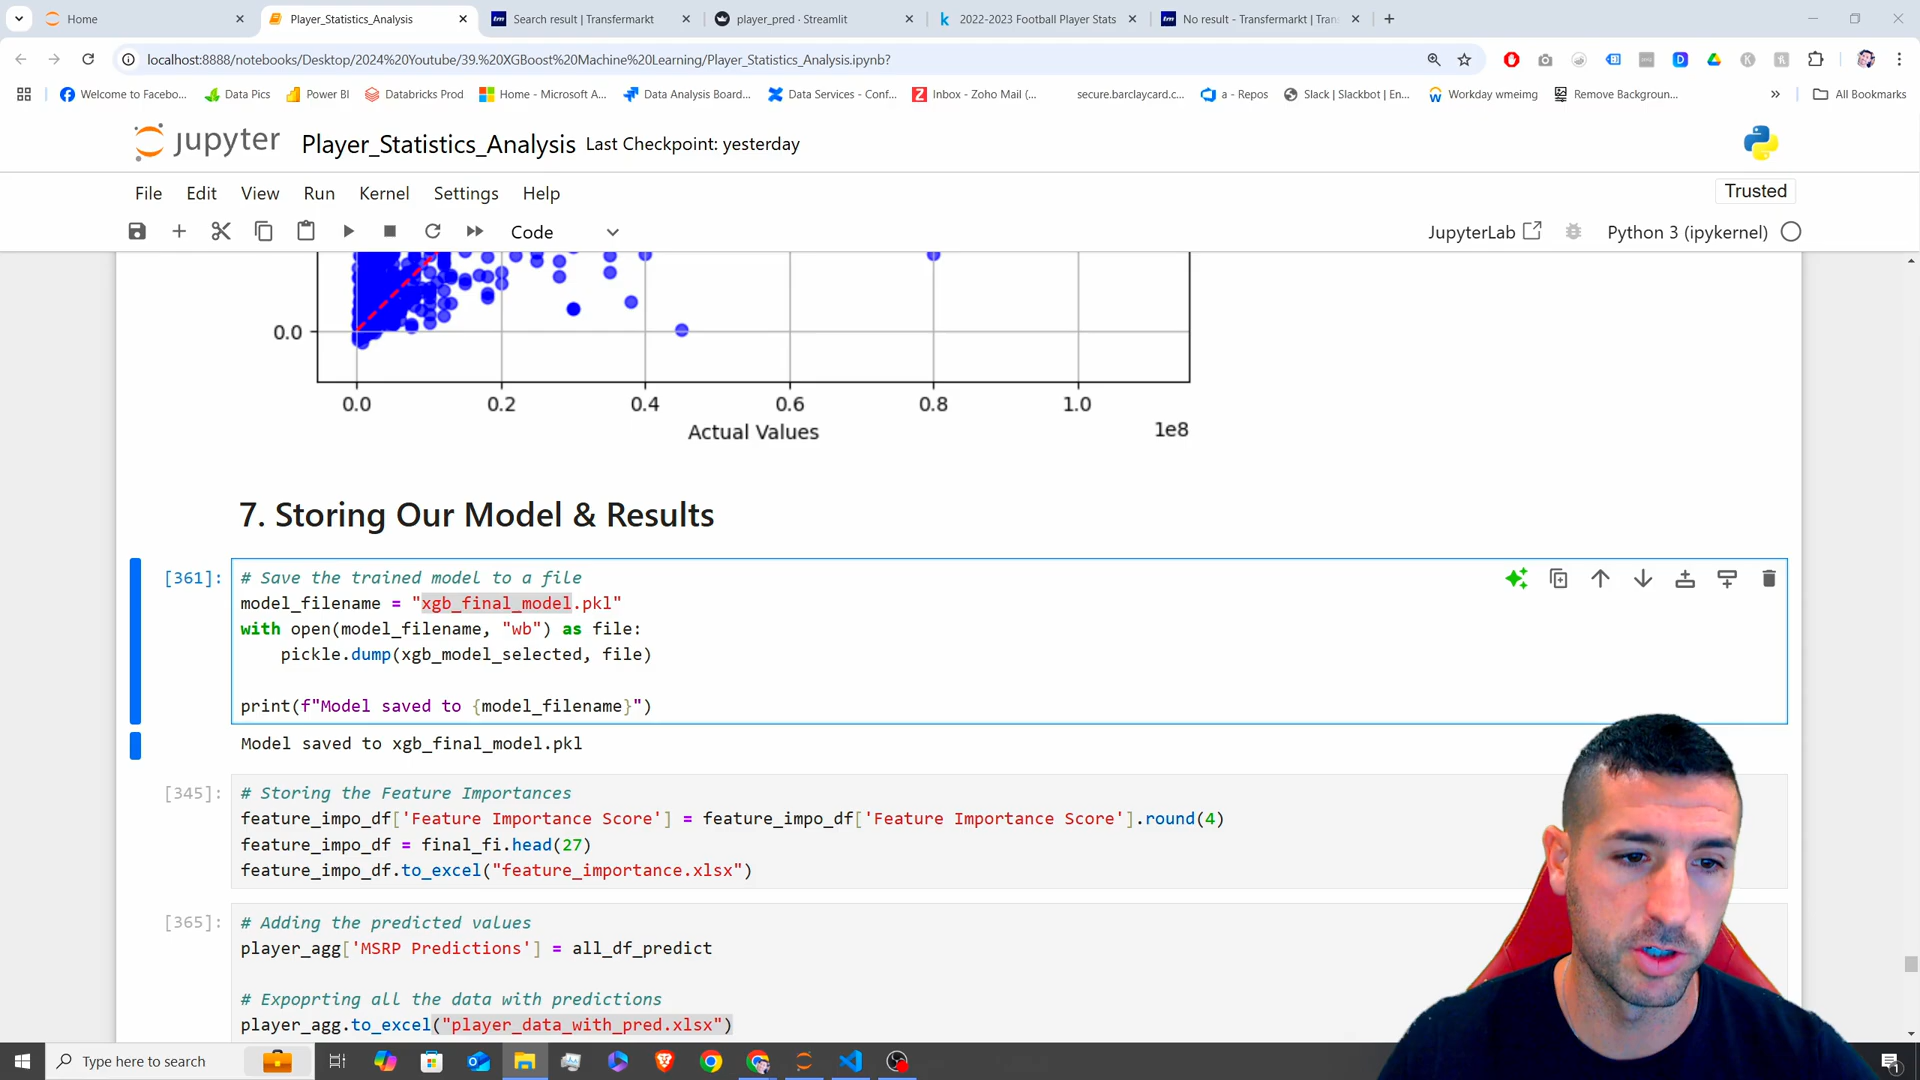 Home
Player_Statistics_Analysis
Search result | Transfermarkt
player_pred · Streamlit
2022-2023 Football Player Stats
No result - Transfermarkt | Tran
localhost:8888/notebooks/Desktop/2024%20Youtube/39.%20XGBoost%20Machine%20Learning/Player_Statistics_Analysis.ipynb?
Welcome to Facebo...
Data Pics
Power BI
Databricks Prod
Home - Microsoft A...
Data Analysis Board...
Data Services - Conf...
Inbox - Zoho Mail (...
secure.barclaycard.c...
a - Repos
Slack | Slackbot | En...
Workday wmeimg
Remove Backgroun...
All Bookmarks
jupyter Player_Statistics_Analysis Last Checkpoint: yesterday
File Edit View Run Kernel Settings Help
Trusted
Code
JupyterLab
Python 3 (ipykernel)
0.0
0.0 0.2 0.4 0.6 0.8 1.0
Actual Values
1e8
7. Storing Our Model & Results
[361]:
# Save the trained model to a file
model_filename = "xgb_final_model.pkl"
with open(model_filename, "wb") as file:
pickle.dump(xgb_model_selected, file)
print(f"Model saved to {model_filename}")
Model saved to xgb_final_model.pkl
[345]:
# Storing the Feature Importances
feature_impo_df['Feature Importance Score'] = feature_impo_df['Feature Importance Score'].round(4)
feature_impo_df = final_fi.head(27)
feature_impo_df.to_excel("feature_importance.xlsx")
[365]:
# Adding the predicted values
player_agg['MSRP Predictions'] = all_df_predict
# Expoprting all the data with predictions
player_agg.to_excel("player_data_with_pred.xlsx")
Type here to search